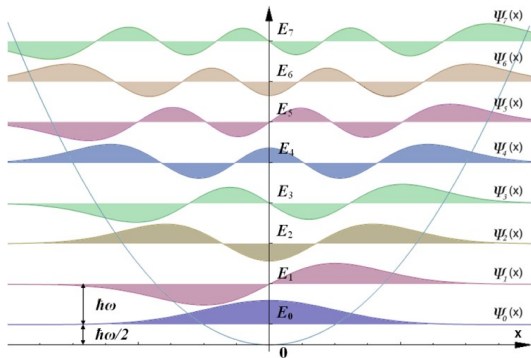 E₇ Ψ₇(x)
E₆ Ψ₆(x)
E₅ Ψ₅(x)
E₄ Ψ₄(x)
E₃ Ψ₃(x)
E₂ Ψ₂(x)
E₁ Ψ₁(x)
ħω E₀ Ψ₀(x)
ħω/2 x
0